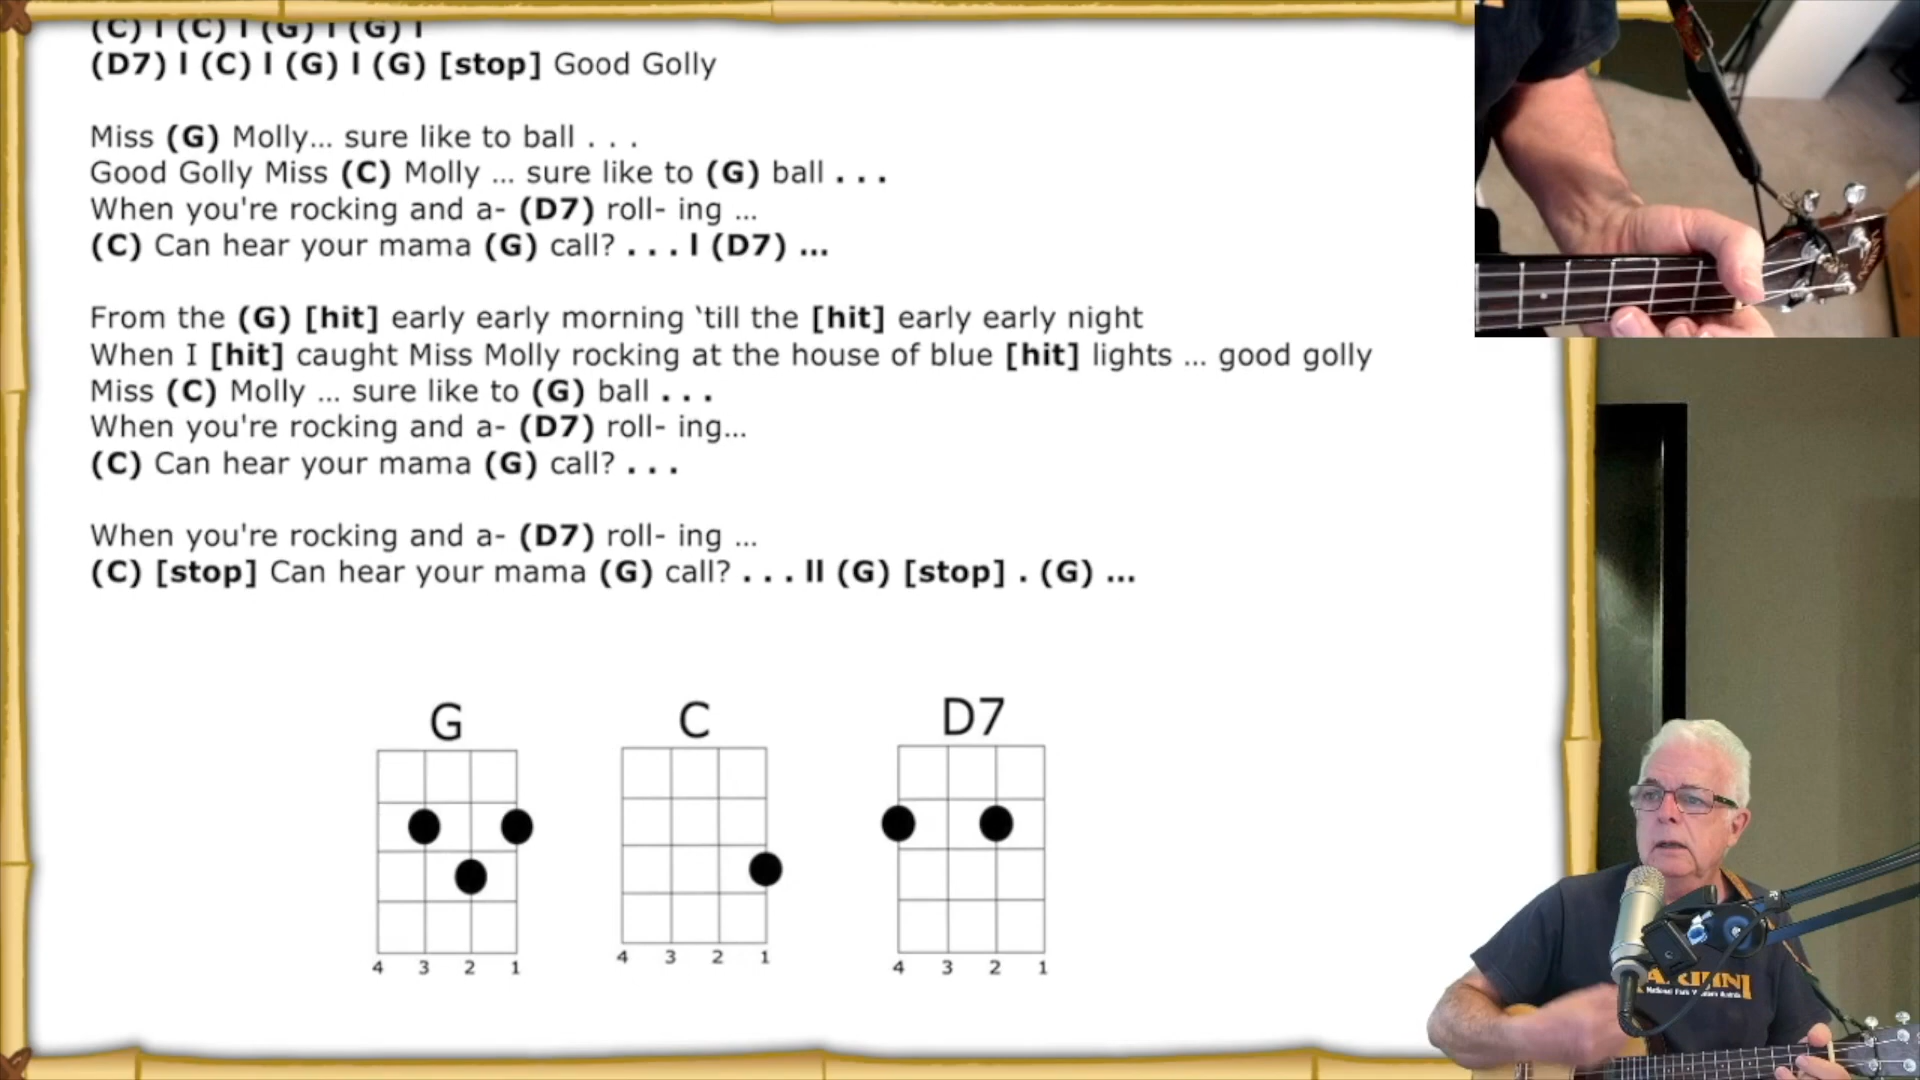 (C) l (C) l (G) l (G) l
(D7) l (C) l (G) l (G) [stop] Good Golly
Miss (G) Molly... sure like to ball . . .
Good Golly Miss (C) Molly ... sure like to (G) ball . . .
When you're rocking and a- (D7) roll- ing ...
(C) Can hear your mama (G) call? . . . l (D7) ...
From the (G) [hit] early early morning ‘till the [hit] early early night
When I [hit] caught Miss Molly rocking at the house of blue [hit] lights ... good golly
Miss (C) Molly ... sure like to (G) ball . . .
When you're rocking and a- (D7) roll- ing...
(C) Can hear your mama (G) call? . . .
When you're rocking and a- (D7) roll- ing ...
(C) [stop] Can hear your mama (G) call? . . . ll (G) [stop] . (G) ...
G C D7
4 3 2 1 4 3 2 1 4 3 2 1
National Park